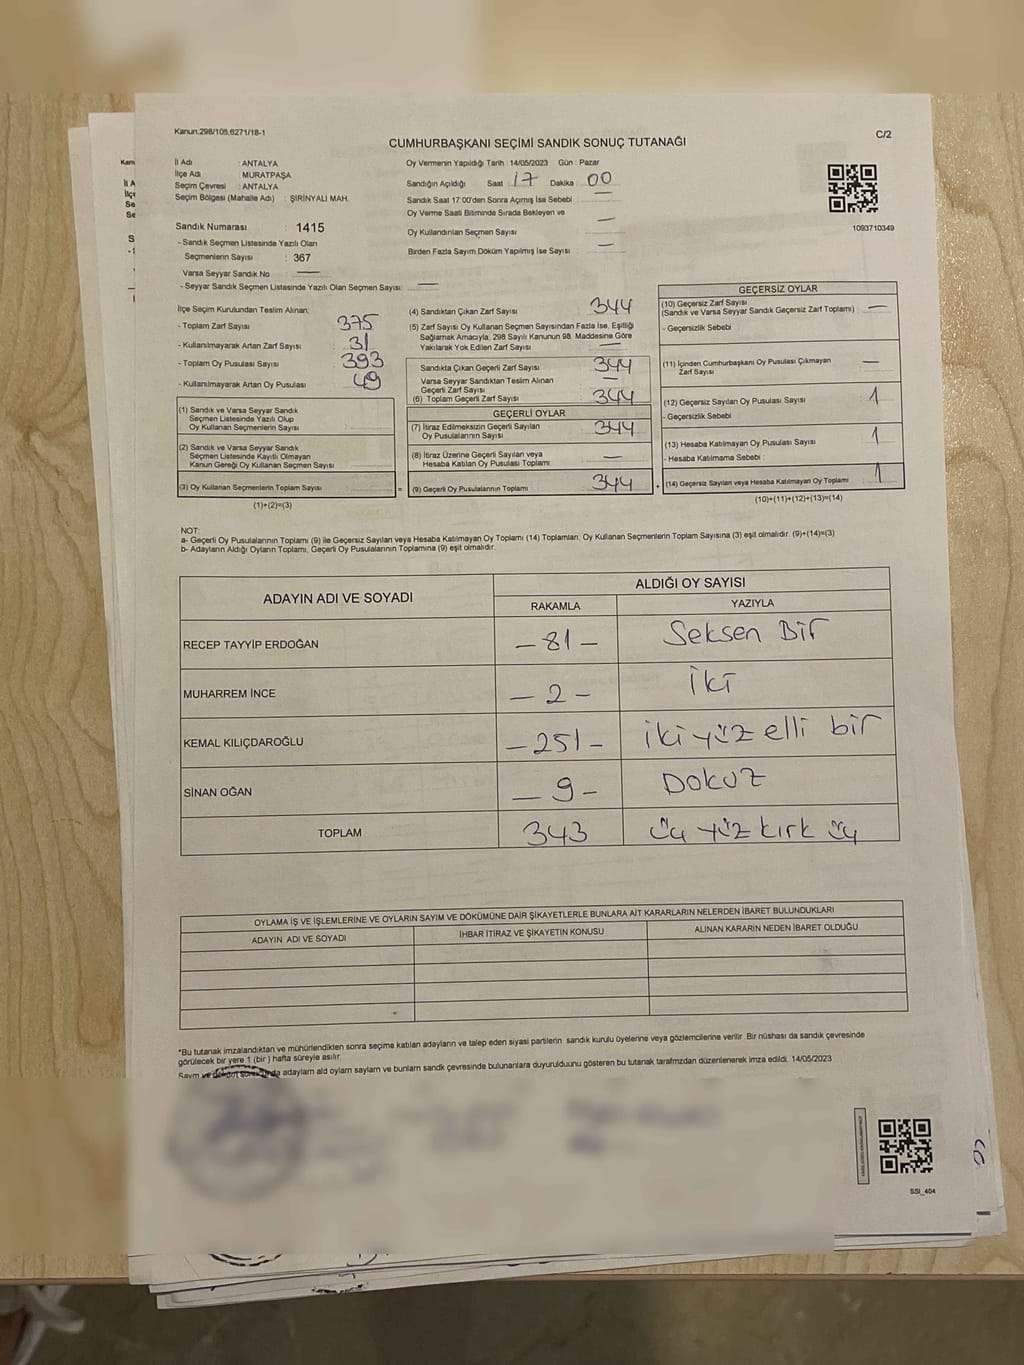 Kanun.298/105,6271/18-1
C/2
CUMHURBAŞKANI SEÇİMİ SANDIK SONUÇ TUTANAĞI
İl Adı : ANTALYA
İlçe Adı : MURATPAŞA
Seçim Çevresi : ANTALYA
Seçim Bölgesi (Mahalle Adı) : ŞİRİNYALI MAH.
Sandık Numarası : 1415
- Sandık Seçmen Listesinde Yazılı Olan
Seçmenlerin Sayısı : 367
Varsa Seyyar Sandık No —
- Seyyar Sandık Seçmen Listesinde Yazılı Olan Seçmen Sayısı: —
Oy Vermenin Yapıldığı Tarih : 14/05/2023 Gün : Pazar
Sandığın Açıldığı Saat : 17 Dakika : 00
Sandık Saat 17:00'den Sonra Açılmış İse Sebebi —
Oy Verme Saati Bitiminde Sırada Bekleyen ve
Oy Kullandırılan Seçmen Sayısı —
Birden Fazla Sayım Döküm Yapılmış İse Sayısı —
1093710349
İlçe Seçim Kurulundan Teslim Alınan;
- Toplam Zarf Sayısı 375
- Kullanılmayarak Artan Zarf Sayısı 31
- Toplam Oy Pusulası Sayısı 393
- Kullanılmayarak Artan Oy Pusulası 49
(1) Sandık ve Varsa Seyyar Sandık
Seçmen Listesinde Yazılı Olup
Oy Kullanan Seçmenlerin Sayısı
(2) Sandık ve Varsa Seyyar Sandık
Seçmen Listesinde Kayıtlı Olmayan
Kanun Gereği Oy Kullanan Seçmen Sayısı
(3) Oy Kullanan Seçmenlerin Toplam Sayısı
(1)+(2)=(3)
(4) Sandıktan Çıkan Zarf Sayısı 344
(5) Zarf Sayısı Oy Kullanan Seçmen Sayısından Fazla İse, Eşitliği
Sağlamak Amacıyla; 298 Sayılı Kanunun 98. Maddesine Göre
Yakılarak Yok Edilen Zarf Sayısı —
Sandıkta Çıkan Geçerli Zarf Sayısı 344
Varsa Seyyar Sandıktan Teslim Alınan
Geçerli Zarf Sayısı —
(6) Toplam Geçerli Zarf Sayısı 344
GEÇERLİ OYLAR
(7) İtiraz Edilmeksizin Geçerli Sayılan
Oy Pusulalarının Sayısı 344
(8) İtiraz Üzerine Geçerli Sayılan veya
Hesaba Katılan Oy Pusulası Toplamı —
= (9) Geçerli Oy Pusulalarının Toplamı 344
GEÇERSİZ OYLAR
(10) Geçersiz Zarf Sayısı
(Sandık ve Varsa Seyyar Sandık Geçersiz Zarf Toplamı) —
- Geçersizlik Sebebi
(11) İçinden Cumhurbaşkanı Oy Pusulası Çıkmayan
Zarf Sayısı —
(12) Geçersiz Sayılan Oy Pusulası Sayısı 1
- Geçersizlik Sebebi
(13) Hesaba Katılmayan Oy Pusulası Sayısı 1
- Hesaba Katılmama Sebebi
+ (14) Geçersiz Sayılan veya Hesaba Katılmayan Oy Toplamı 1
(10)+(11)+(12)+(13)=(14)
NOT:
a- Geçerli Oy Pusulalarının Toplamı (9) ile Geçersiz Sayılan veya Hesaba Katılmayan Oy Toplamı (14) Toplamları, Oy Kullanan Seçmenlerin Toplam Sayısına (3) eşit olmalıdır. (9)+(14)=(3)
b- Adayların Aldığı Oyların Toplamı, Geçerli Oy Pusulalarının Toplamına (9) eşit olmalıdır.
ADAYIN ADI VE SOYADI ALDIĞI OY SAYISI
RAKAMLA YAZIYLA
RECEP TAYYİP ERDOĞAN – 81 – Seksen Bir
MUHARREM İNCE – 2 – iki
KEMAL KILIÇDAROĞLU – 251 – iki yüz elli bir
SİNAN OĞAN – 9 – Dokuz
TOPLAM 343 üç yüz kırk üç
OYLAMA İŞ VE İŞLEMLERİNE VE OYLARIN SAYIM VE DÖKÜMÜNE DAİR ŞİKAYETLERLE BUNLARA AİT KARARLARIN NELERDEN İBARET BULUNDUKLARI
ADAYIN ADI VE SOYADI İHBAR İTİRAZ VE ŞİKAYETİN KONUSU ALINAN KARARIN NEDEN İBARET OLDUĞU
*Bu tutanak imzalandıktan ve mühürlendikten sonra seçime katılan adayların ve talep eden siyasi partilerin sandık kurulu üyelerine ve gözlemcilerine verilir. Bir nüshası da sandık çevresinde
görülecek bir yere 1 (bir) hafta süreyle asılır.
Sayım ve döküm adayların ald oyların sayların ve bunların sandk çevresinde bulunanlara duyurulduunu gösteren bu tutanak tarafmzdan düzenlenerek imza edildi. 14/05/2023
SSI_404